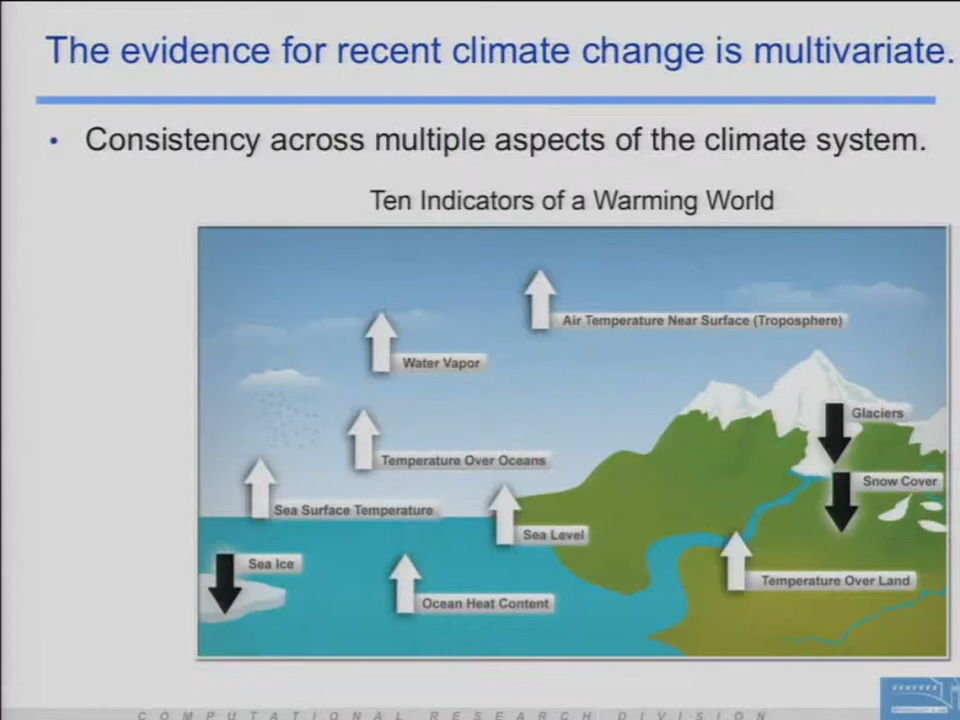 The evidence for recent climate change is multivariate.
• Consistency across multiple aspects of the climate system.
Ten Indicators of a Warming World
Air Temperature Near Surface (Troposphere)
Water Vapor
Glaciers
Temperature Over Oceans
Snow Cover
Sea Surface Temperature
Sea Level
Sea Ice
Temperature Over Land
Ocean Heat Content
COMPUTATIONAL RESEARCH DIVISION